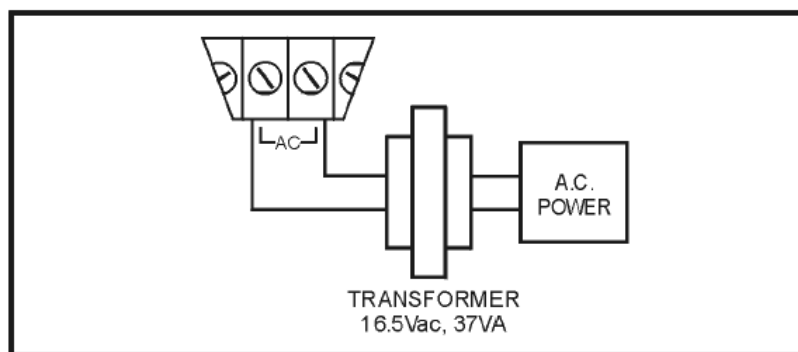 AC
A.C.
POWER
TRANSFORMER
16.5Vac, 37VA